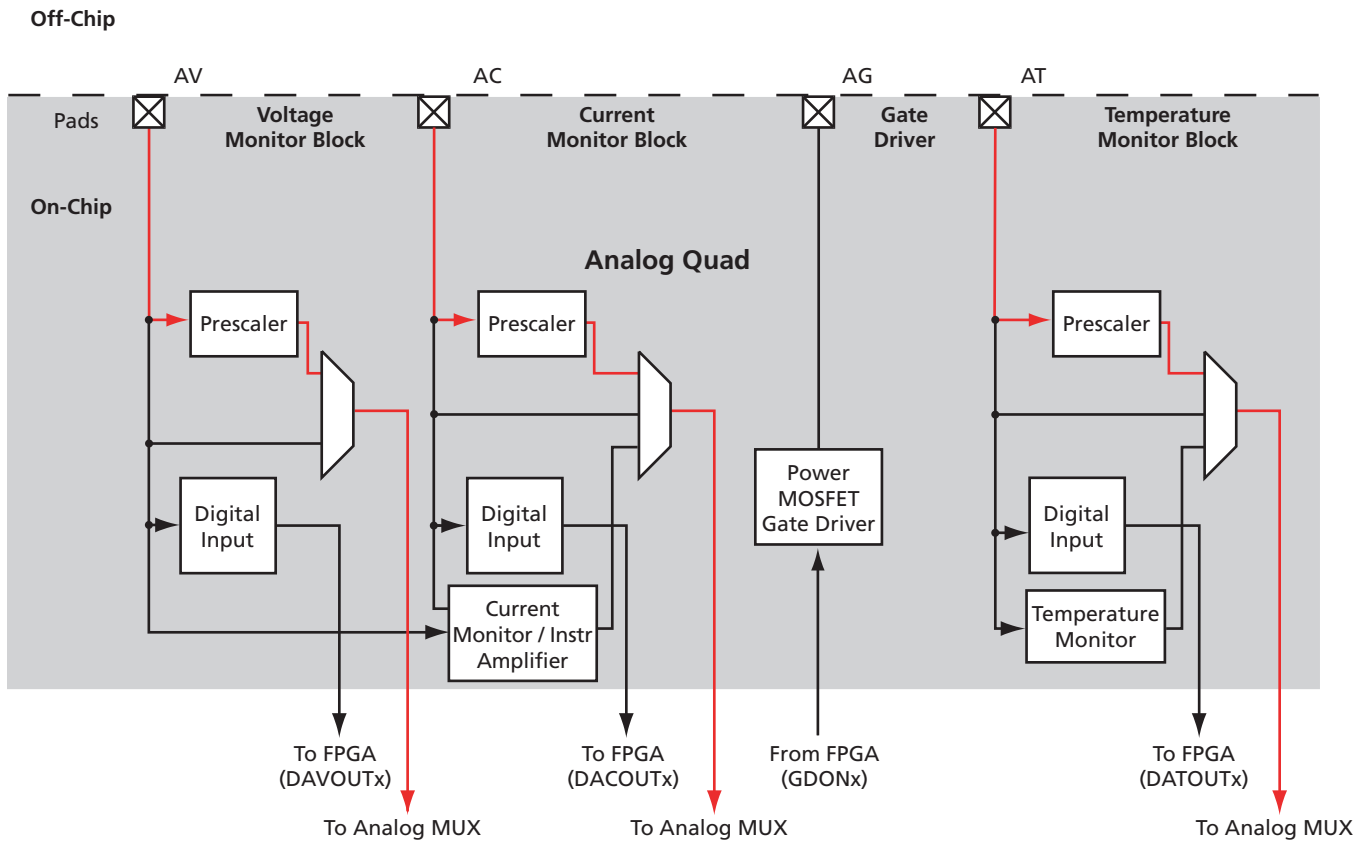 Off-Chip
AV
AC
AG
AT
Pads
Voltage
Monitor Block
Current
Monitor Block
Gate
Driver
Temperature
Monitor Block
On-Chip
Analog Quad
Prescaler
Prescaler
Prescaler
Digital
Input
Digital
Input
Power
MOSFET
Gate Driver
Digital
Input
Current
Monitor / Instr
Amplifier
Temperature
Monitor
To FPGA
(DAVOUTx)
To FPGA
(DACOUTx)
From FPGA
(GDONx)
To FPGA
(DATOUTx)
To Analog MUX
To Analog MUX
To Analog MUX